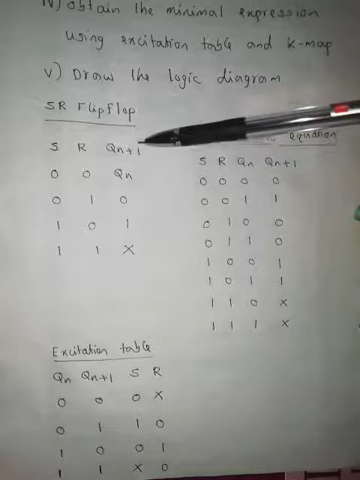 IV) obtain the minimal expression
using excitation table and K-map
V) Draw the logic diagram
SR FlipFlop
S R Qn+1
0 0 Qn
0 1 0
1 0 1
1 1 X
equation
S R Qn Qn+1
0 0 0 0
0 0 1 1
0 1 0 0
0 1 1 0
1 0 0 1
1 0 1 1
1 1 0 X
1 1 1 X
Excitation table
Qn Qn+1 S R
0 0 0 X
0 1 1 0
1 0 0 1
1 1 X 0